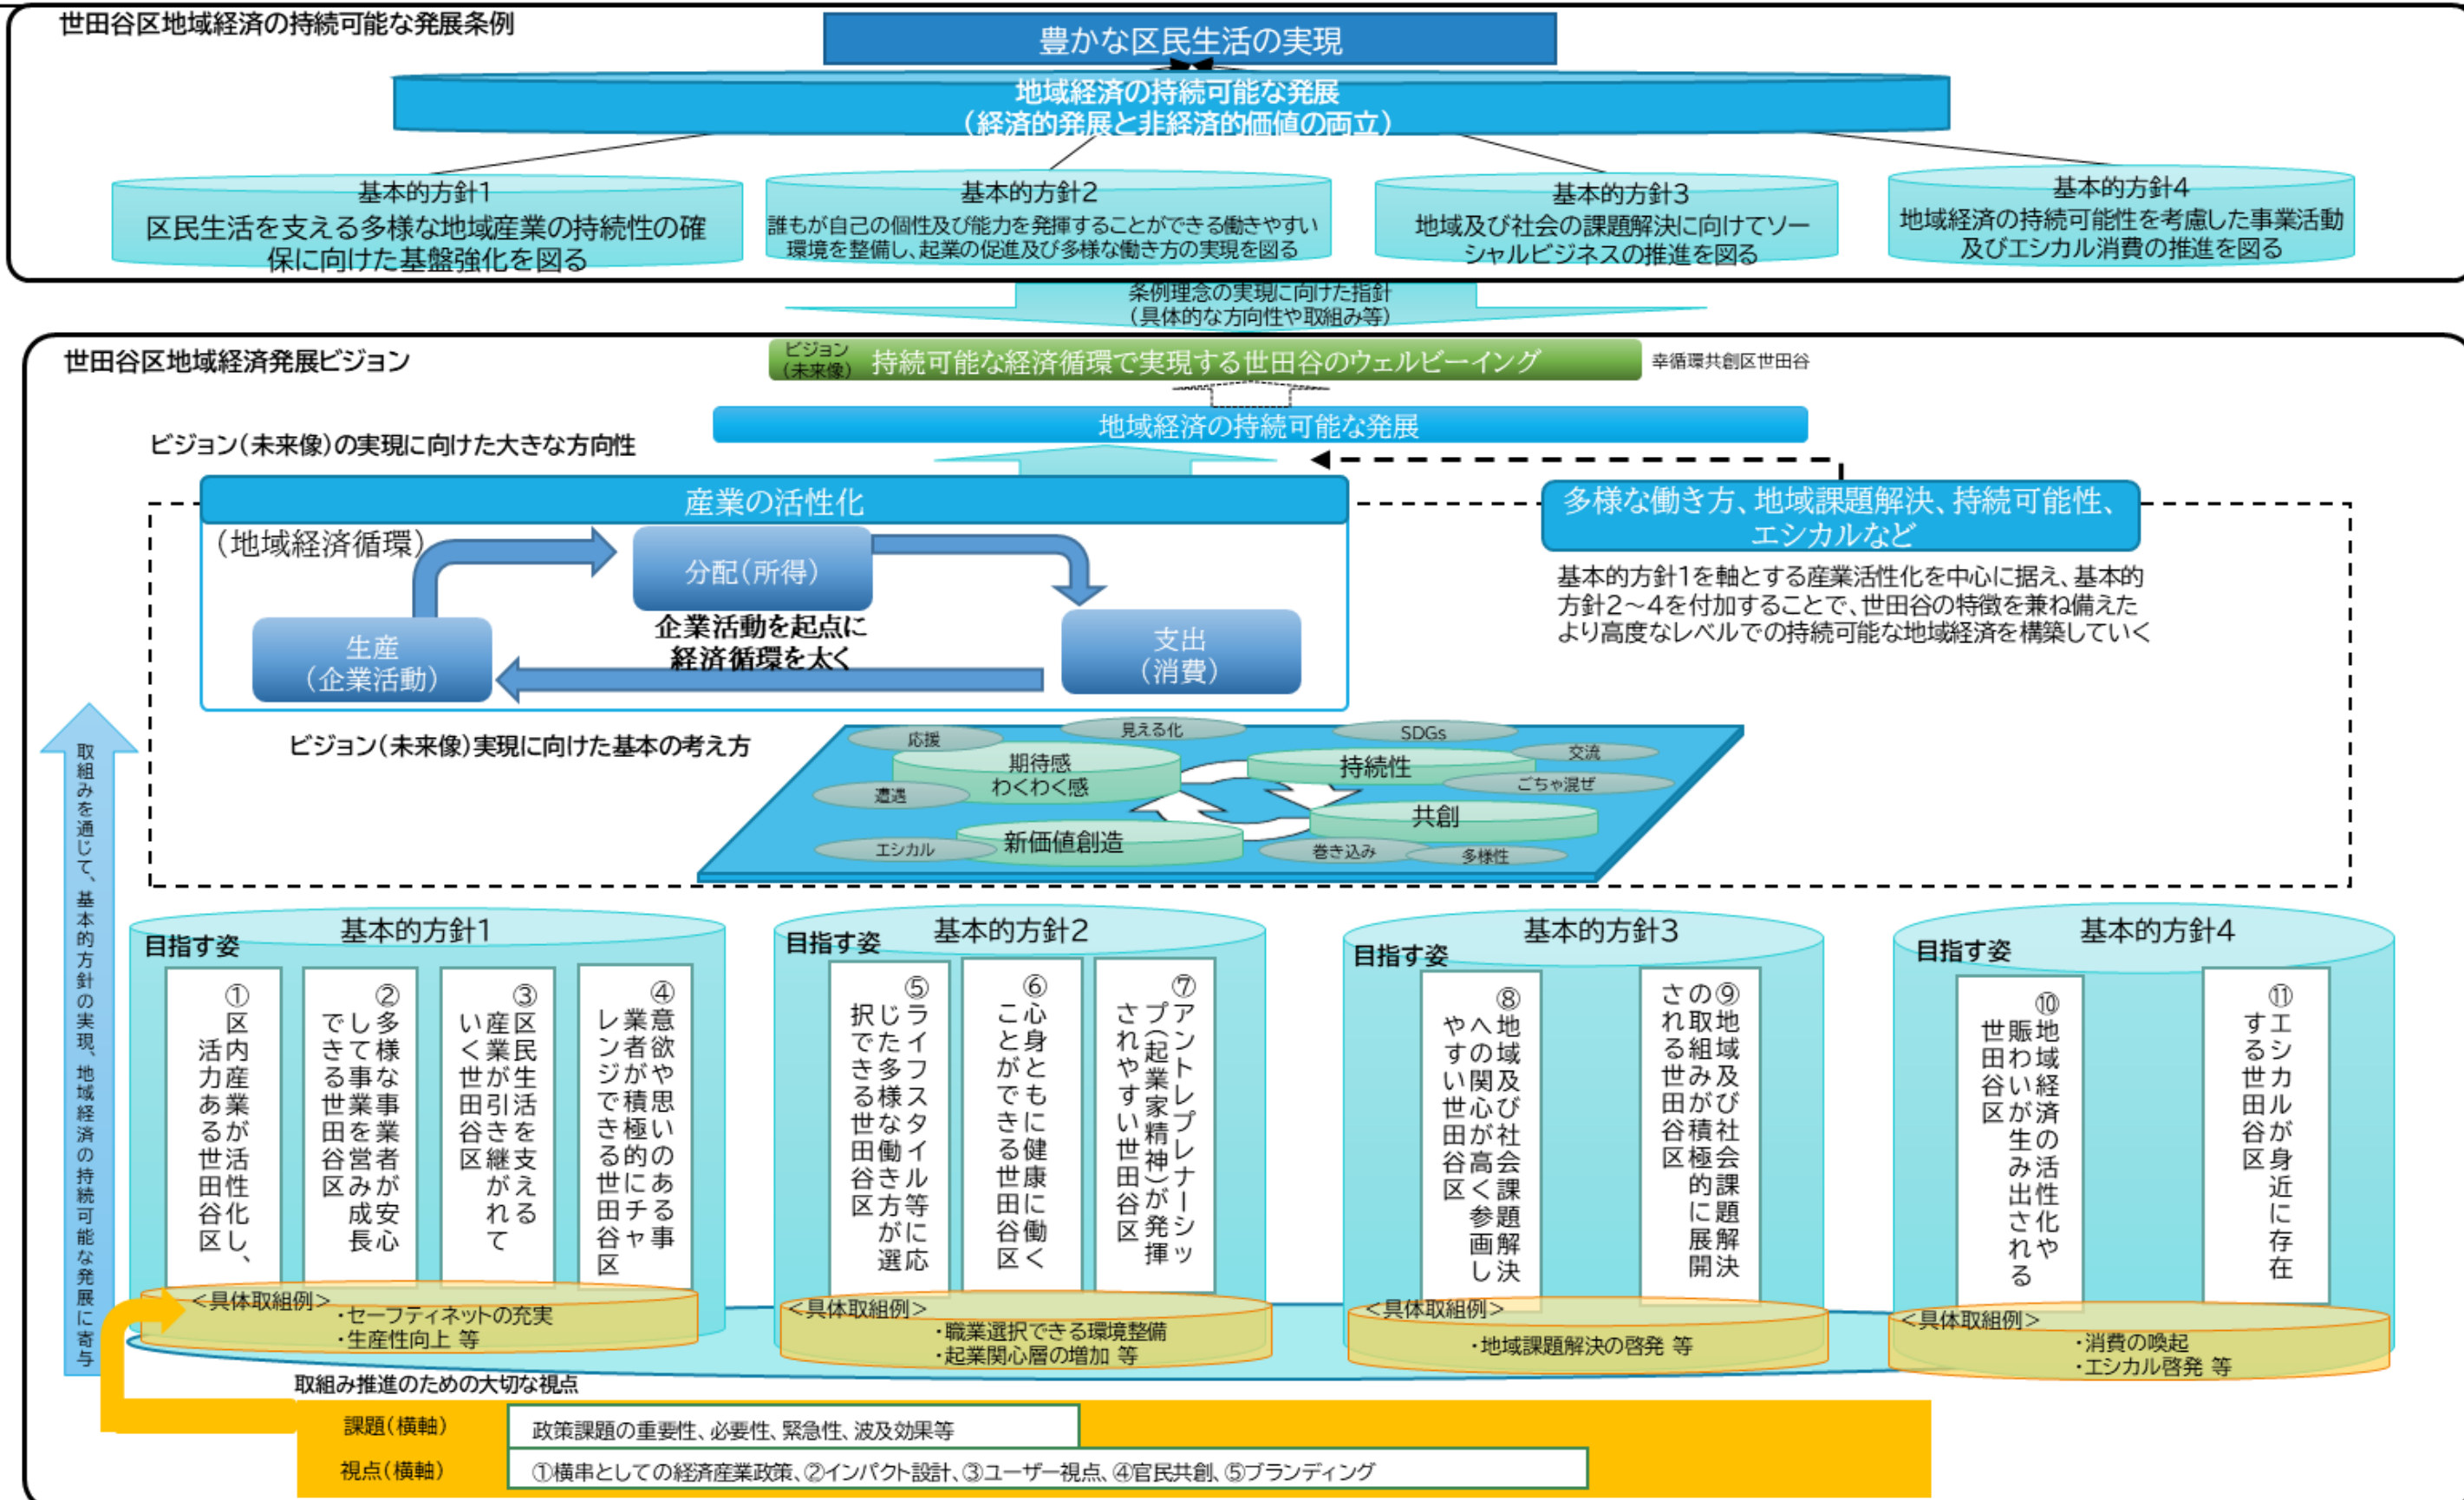 世田谷区地域経済の持続可能な発展条例
豊かな区民生活の実現
地域経済の持続可能な発展
（経済的発展と非経済的価値の両立）
基本的方針1
区民生活を支える多様な地域産業の持続性の確
保に向けた基盤強化を図る
基本的方針2
誰もが自己の個性及び能力を発揮することができる働きやすい
環境を整備し、起業の促進及び多様な働き方の実現を図る
基本的方針3
地域及び社会の課題解決に向けてソー
シャルビジネスの推進を図る
基本的方針4
地域経済の持続可能性を考慮した事業活動
及びエシカル消費の推進を図る
条例理念の実現に向けた指針
（具体的な方向性や取組み等）
世田谷区地域経済発展ビジョン
ビジョン
（未来像）
持続可能な経済循環で実現する世田谷のウェルビーイング
幸循環共創区世田谷
地域経済の持続可能な発展
ビジョン（未来像）の実現に向けた大きな方向性
産業の活性化
（地域経済循環）
分配（所得）
企業活動を起点に
経済循環を太く
生産
（企業活動）
支出
（消費）
多様な働き方、地域課題解決、持続可能性、
エシカルなど
基本的方針1を軸とする産業活性化を中心に据え、基本的
方針2～4を付加することで、世田谷の特徴を兼ね備えた
より高度なレベルでの持続可能な地域経済を構築していく
ビジョン（未来像）実現に向けた基本の考え方
応援
見える化
SDGs
交流
期待感
わくわく感
持続性
ごちゃ混ぜ
遭遇
共創
新価値創造
エシカル
巻き込み
多様性
取組みを通じて、基本的方針の実現、地域経済の持続可能な発展に寄与
基本的方針1
目指す姿
①区内産業が活性化し、
活力ある世田谷区
②多様な事業者が安心
して事業を営み成長
できる世田谷区
③区民生活を支える
産業が引き継がれて
いく世田谷区
④意欲や思いのある事
業者が積極的にチャ
レンジできる世田谷区
＜具体取組例＞
・セーフティネットの充実
・生産性向上 等
基本的方針2
目指す姿
⑤ライフスタイル等に応
じた多様な働き方が選
択できる世田谷区
⑥心身ともに健康に働く
ことができる世田谷区
⑦アントレプレナーシッ
プ（起業家精神）が発揮
されやすい世田谷区
＜具体取組例＞
・職業選択できる環境整備
・起業関心層の増加 等
基本的方針3
目指す姿
⑧地域及び社会課題解決
への関心が高く参画し
やすい世田谷区
⑨地域及び社会課題解決
の取組みが積極的に展開
される世田谷区
＜具体取組例＞
・地域課題解決の啓発 等
基本的方針4
目指す姿
⑩地域経済の活性化や
賑わいが生み出される
世田谷区
⑪エシカルが身近に存在
する世田谷区
＜具体取組例＞
・消費の喚起
・エシカル啓発 等
取組み推進のための大切な視点
課題（横軸）
政策課題の重要性、必要性、緊急性、波及効果等
視点（横軸）
①横串としての経済産業政策、②インパクト設計、③ユーザー視点、④官民共創、⑤ブランディング